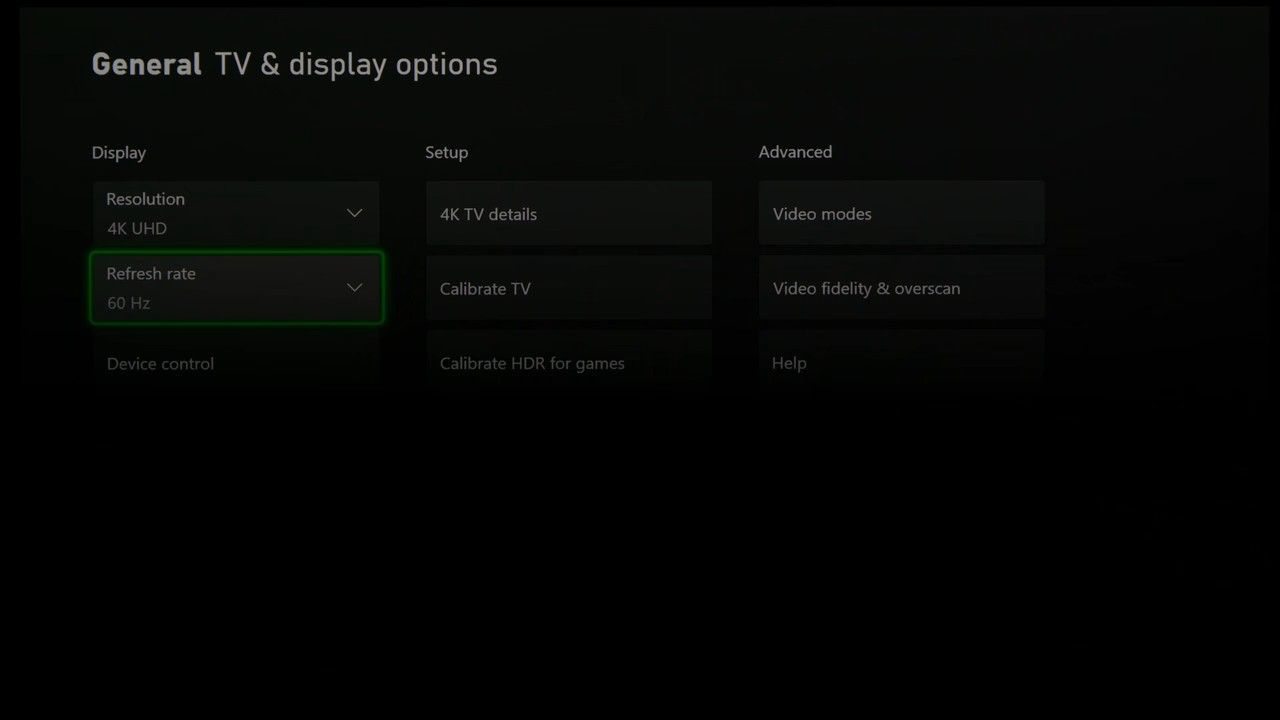 General TV & display options
Display
Resolution
4K UHD
Refresh rate
60 Hz
Device control
Setup
4K TV details
Calibrate TV
Calibrate HDR for games
Advanced
Video modes
Video fidelity & overscan
Help